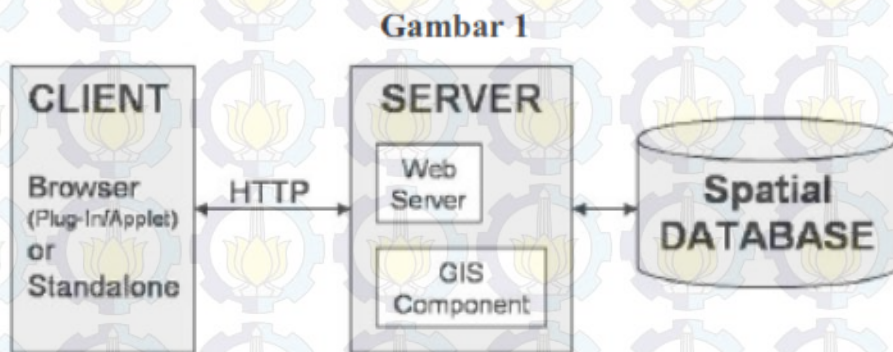 Gambar 1
CLIENT
Browser
(Plug-In/Applet)
or
Standalone
HTTP
SERVER
Web
Server
GIS
Component
Spatial
DATABASE